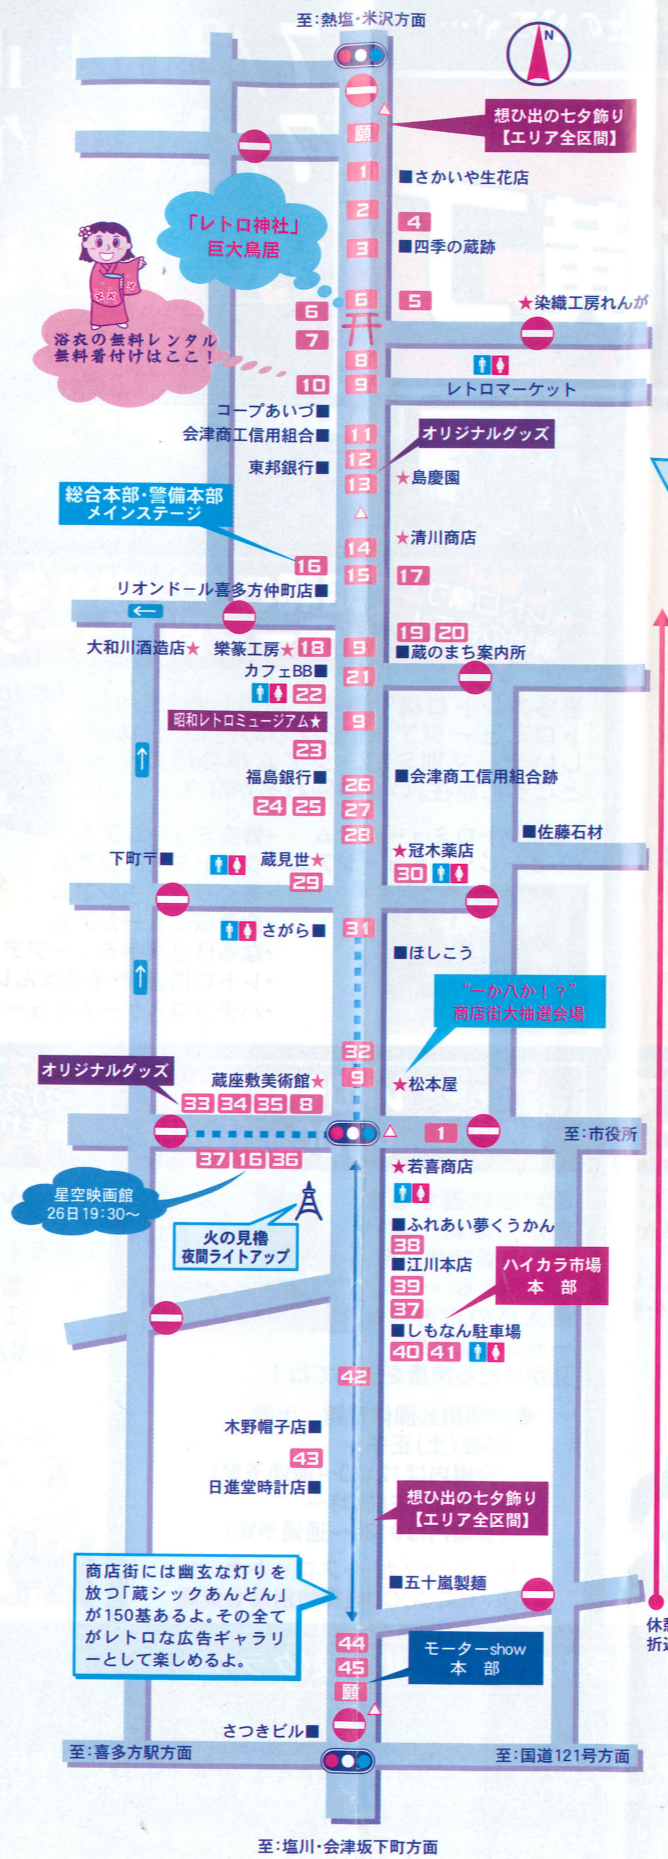 至:熱塩・米沢方面
N
想ひ出の七夕飾り
【エリア全区間】
願
1
■さかいや生花店
2
4
「レトロ神社」
巨大鳥居
3
■四季の蔵跡
6
5
★染織工房れんが
6
7
浴衣の無料レンタル
無料着付けはここ!
8
10
9
レトロマーケット
コープあいづ■
会津商工信用組合■
11
オリジナルグッズ
東邦銀行■
12
13
★島慶園
総合本部・警備本部
メインステージ
★清川商店
14
16
15
17
リオンドール喜多方仲町店■
19 20
大和川酒造店★
樂篆工房★
18
9
■蔵のまち案内所
カフェBB■
21
22
昭和レトロミュージアム★
9
23
福島銀行■
26
■会津商工信用組合跡
24 25
27
28
■佐藤石材
下町〒■
蔵見世★
★冠木薬店
29
30
さがら■
31
■ほしこう
“一か八か!?”
商店街大抽選会場
32
オリジナルグッズ
蔵座敷美術館★
9
★松本屋
33 34 35 8
1
至:市役所
37 16 36
★若喜商店
星空映画館
26日19:30〜
火の見櫓
夜間ライトアップ
■ふれあい夢くうかん
38
■江川本店
ハイカラ市場
本 部
39
37
■しもなん駐車場
40 41
42
木野帽子店■
43
日進堂時計店■
想ひ出の七夕飾り
【エリア全区間】
商店街には幽玄な灯りを
放つ「蔵シックあんどん」
が150基あるよ。その全て
がレトロな広告ギャラリ
ーとして楽しめるよ。
■五十嵐製麺
休憩
折返
44
45
モーターshow
本 部
願
さつきビル■
至:喜多方駅方面
至:国道121号方面
至:塩川・会津坂下町方面